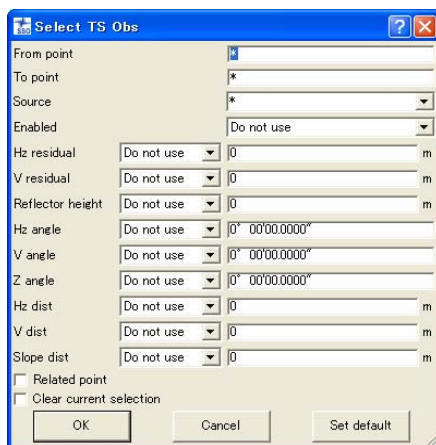 SSO Select TS Obs
From point *
To point *
Source *
Enabled Do not use
Hz residual Do not use 0 m
V residual Do not use 0 m
Reflector height Do not use 0 m
Hz angle Do not use 0° 00'00.0000"
V angle Do not use 0° 00'00.0000"
Z angle Do not use 0° 00'00.0000"
Hz dist Do not use 0 m
V dist Do not use 0 m
Slope dist Do not use 0 m
Related point
Clear current selection
OK Cancel Set default